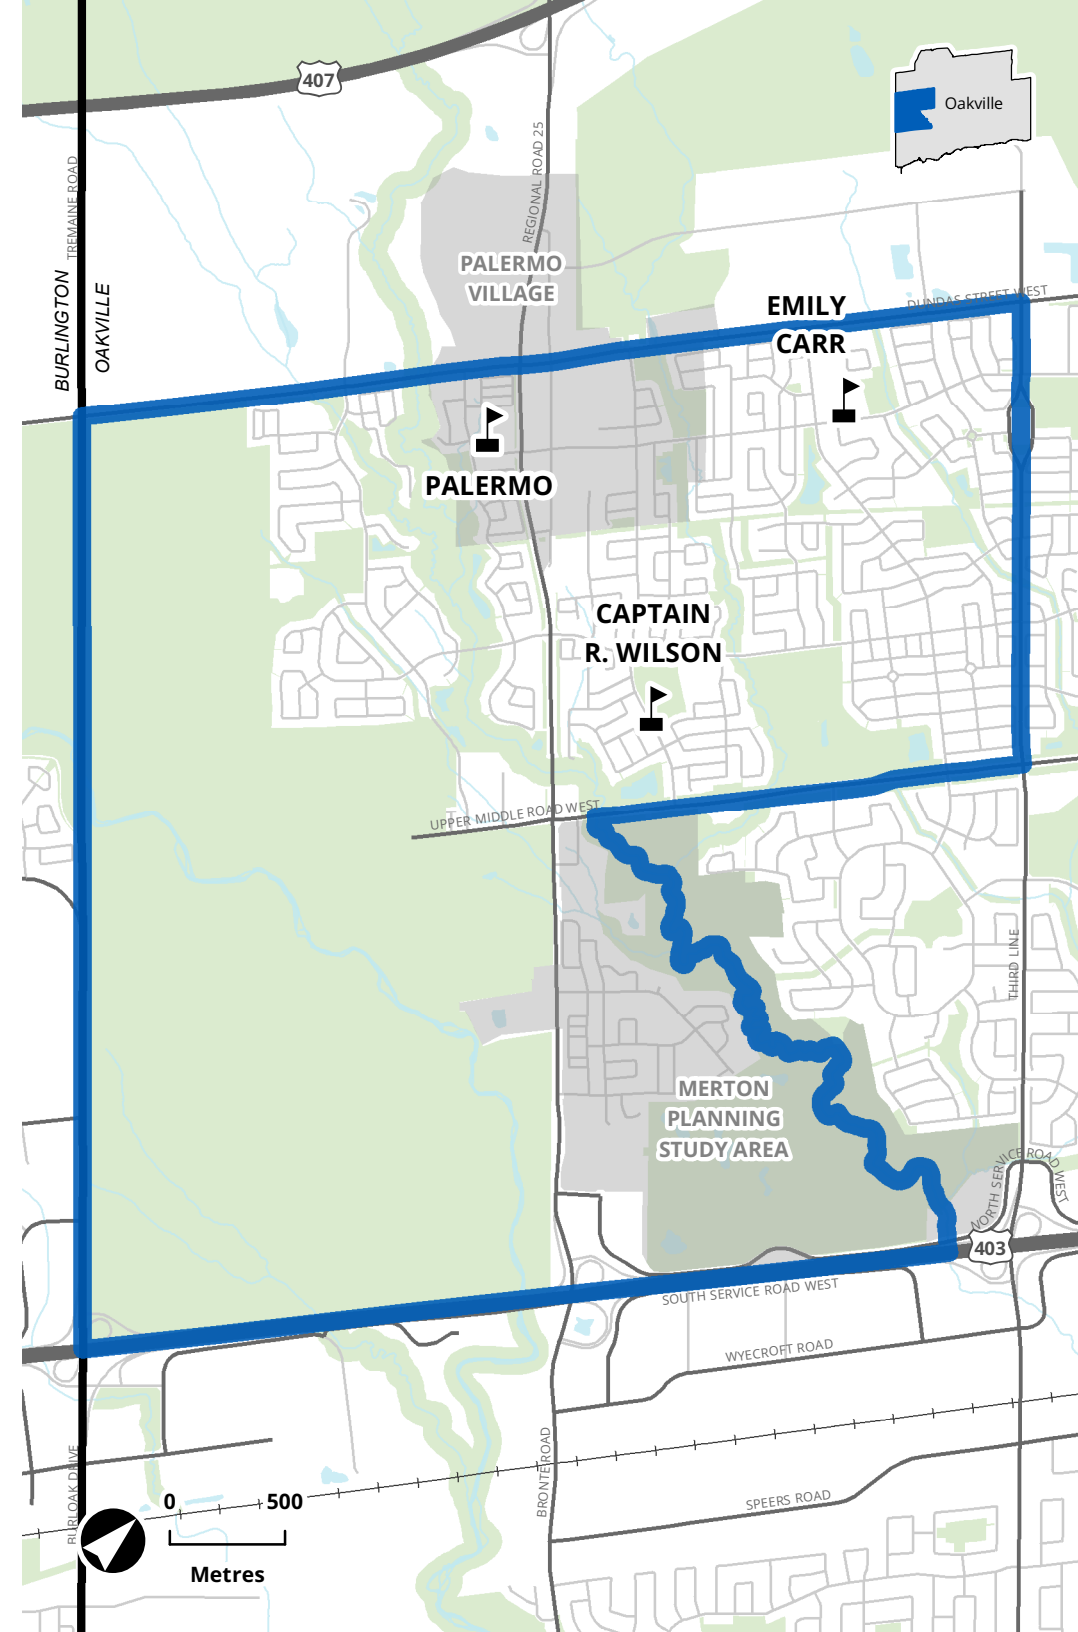 407
Oakville
REGIONAL ROAD 25
TREMAINE ROAD
PALERMO
VILLAGE
BURLINGTON
OAKVILLE
DUNDAS STREET WEST
EMILY
CARR
PALERMO
CAPTAIN
R. WILSON
UPPER MIDDLE ROAD WEST
THIRD LINE
MERTON
PLANNING
STUDY AREA
NORTH SERVICE ROAD WEST
403
SOUTH SERVICE ROAD WEST
WYECROFT ROAD
BRONTE ROAD
BURLOAK DRIVE
SPEERS ROAD
0 500
Metres